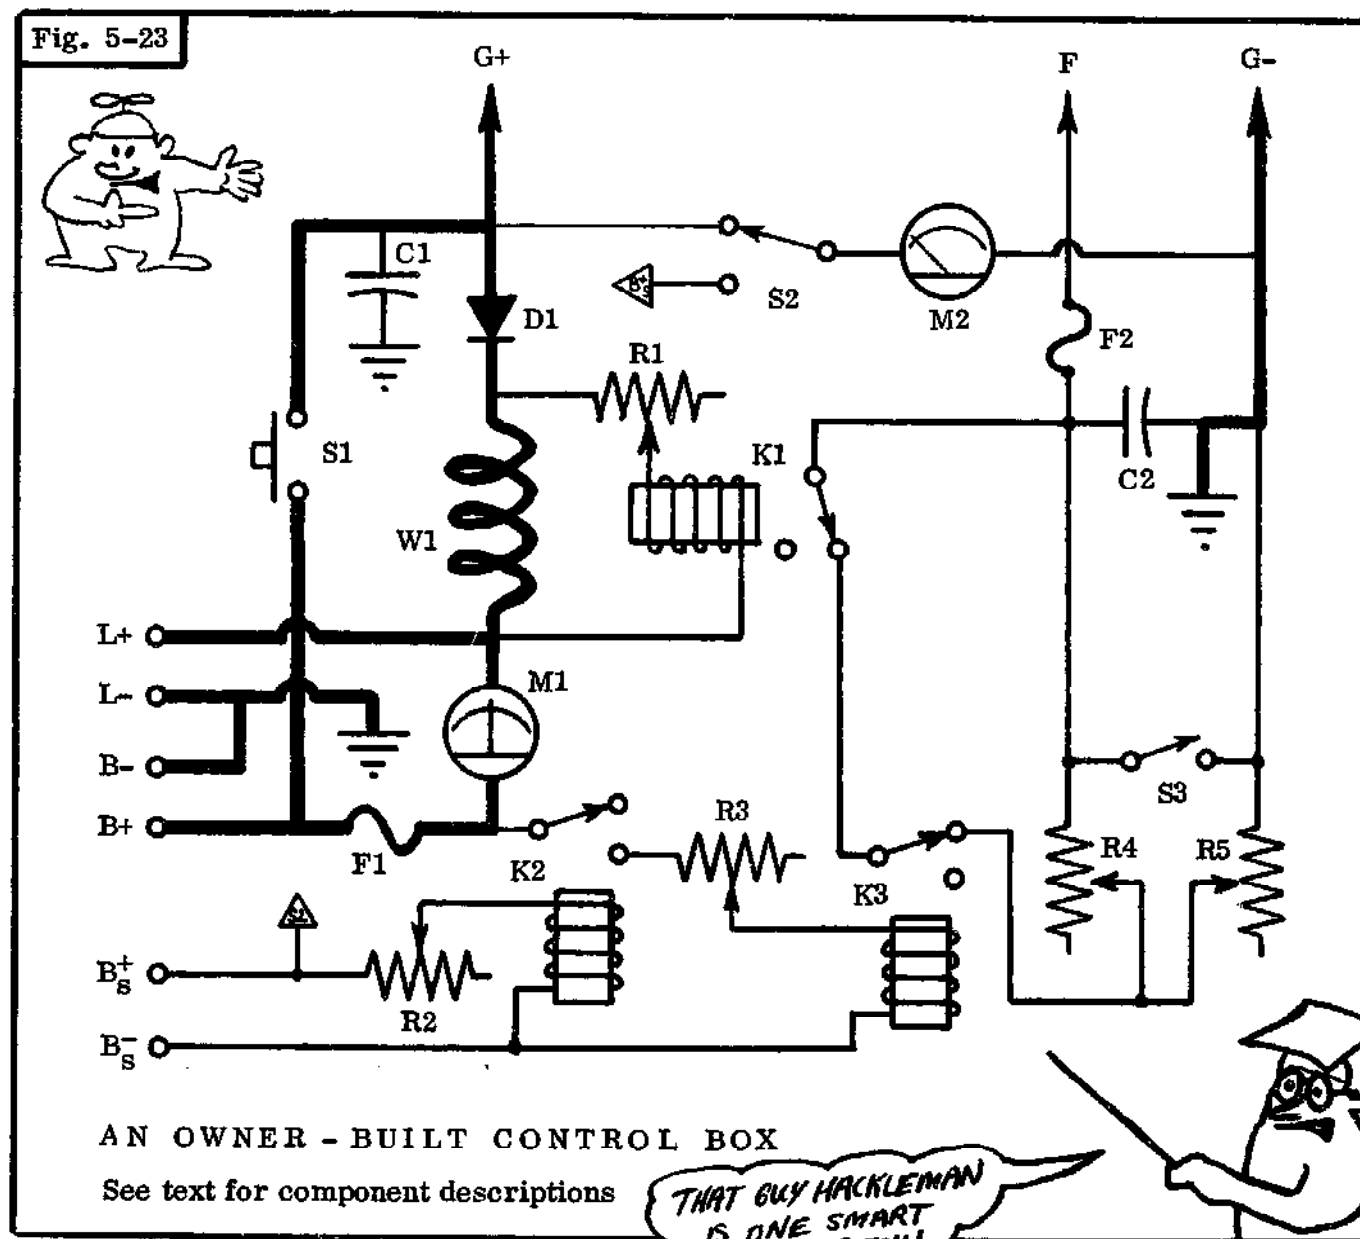 Fig. 5-23
G+
F
G-
C1
D1
S2
M2
F2
R1
S1
K1
C2
W1
L+
M1
L-
B-
S3
B+
R3
R4
R5
F1
K2
K3
B+s
R2
B-s
AN OWNER - BUILT CONTROL BOX
See text for component descriptions
THAT GUY HACKLEMAN
IS ONE SMART